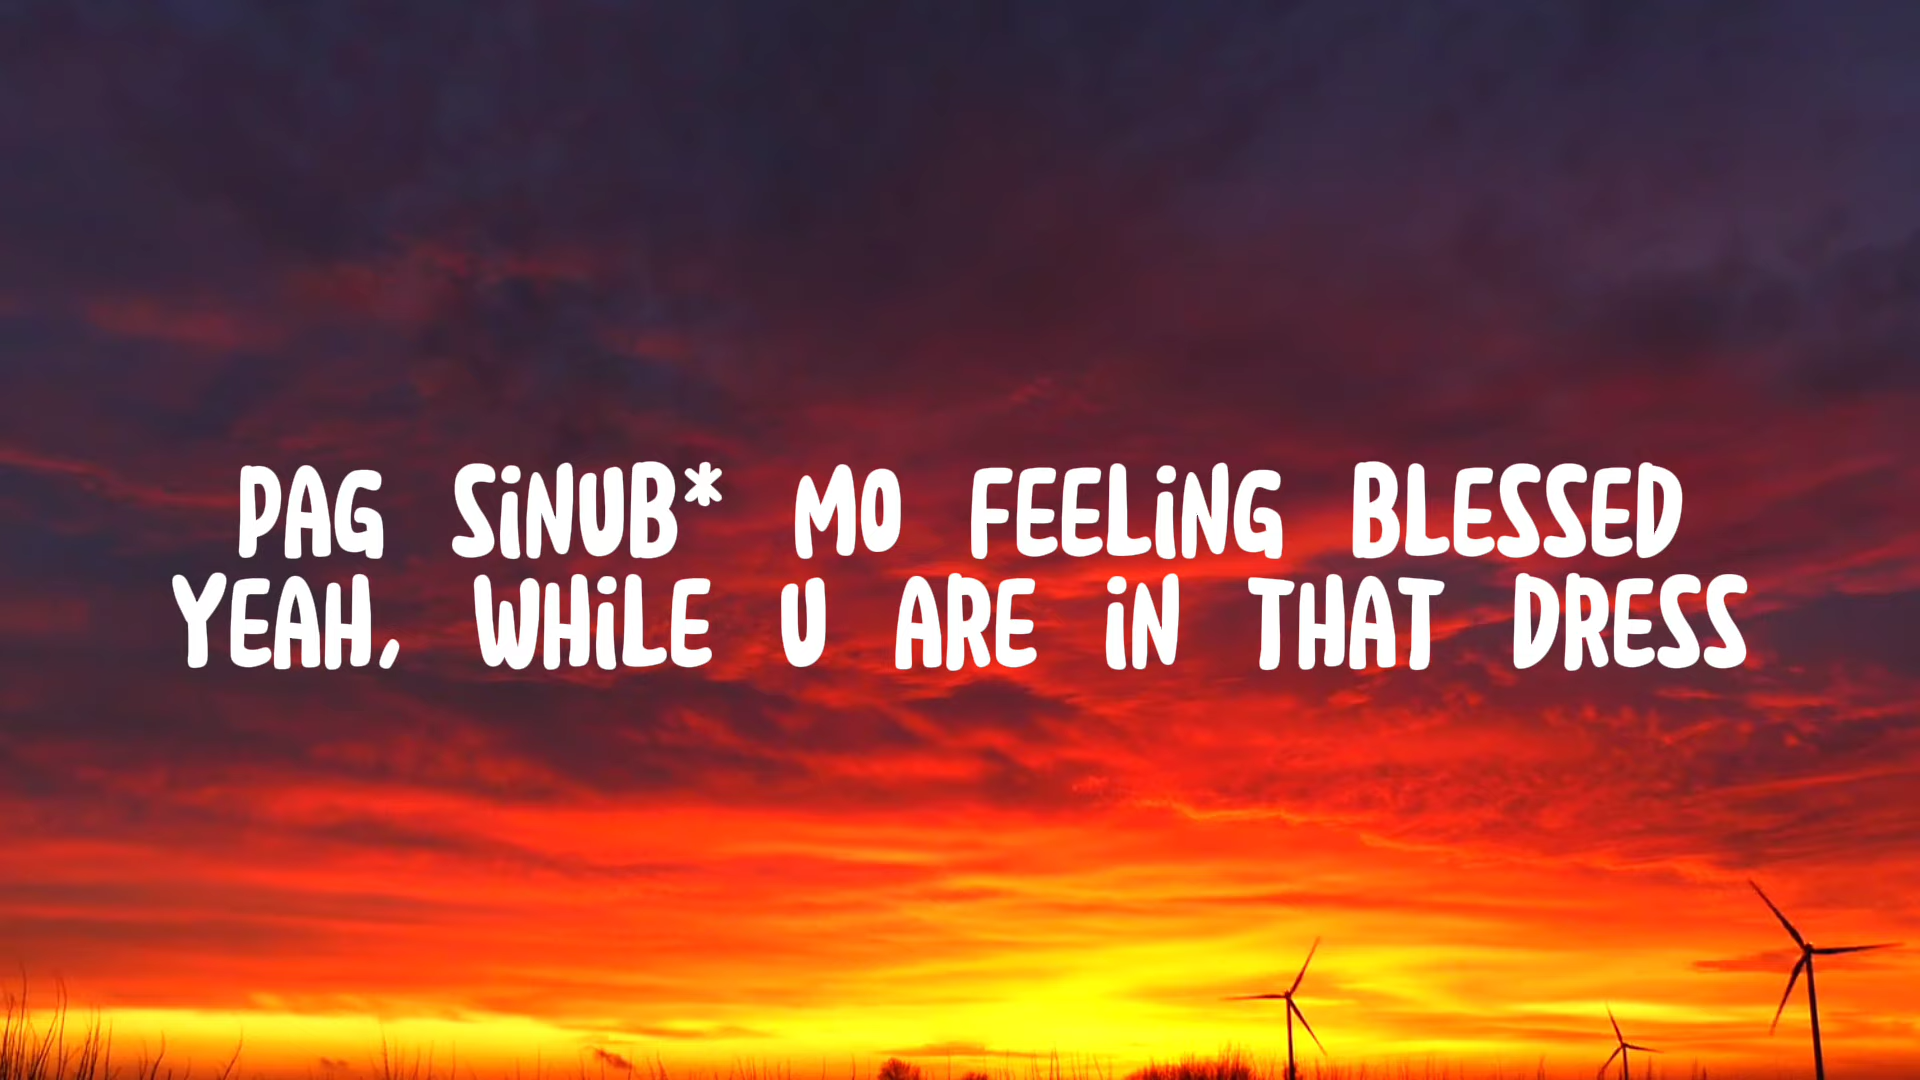 PAG SiNUB* MO FEELiNG BLESSED
YEAH, WHiLE U ARE iN THAT DRESS